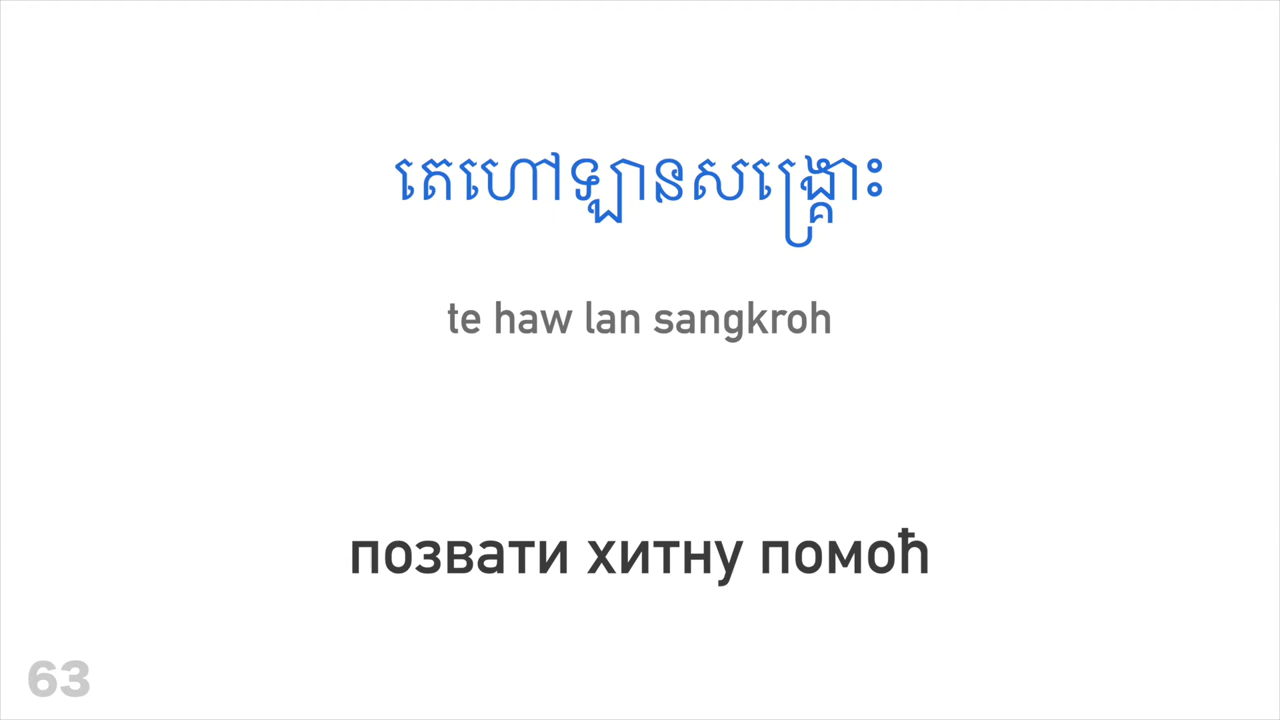 តេហៅឡានសង្គ្រោះ
te haw lan sangkroh
позвати хитну помоћ
63